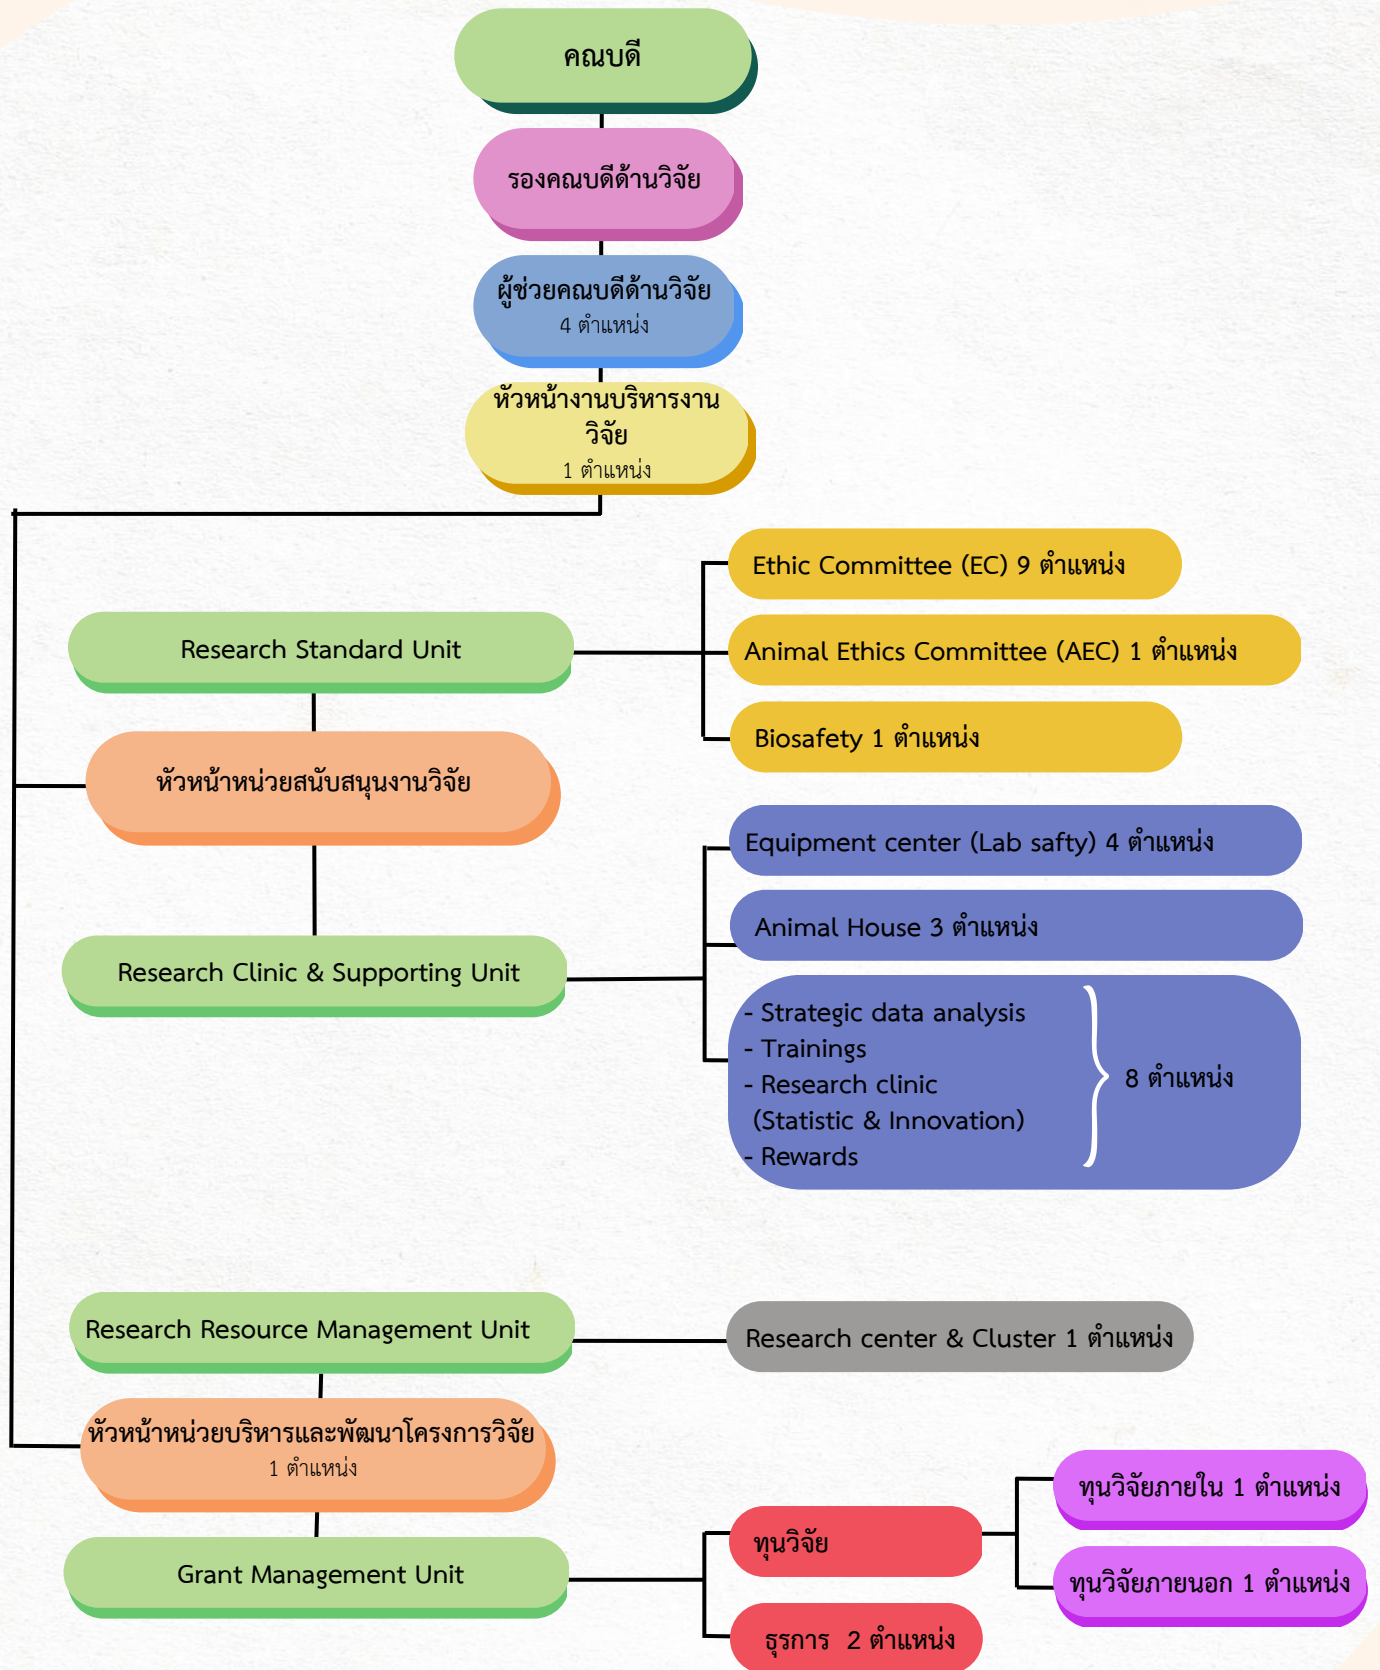 คณบดี
รองคณบดีด้านวิจัย
ผู้ช่วยคณบดีด้านวิจัย
4 ตำแหน่ง
หัวหน้างานบริหารงาน
วิจัย
1 ตำแหน่ง
Ethic Committee (EC) 9 ตำแหน่ง
Research Standard Unit
Animal Ethics Committee (AEC) 1 ตำแหน่ง
Biosafety 1 ตำแหน่ง
หัวหน้าหน่วยสนับสนุนงานวิจัย
Equipment center (Lab safty) 4 ตำแหน่ง
Animal House 3 ตำแหน่ง
Research Clinic & Supporting Unit
- Strategic data analysis
- Trainings
- Research clinic
(Statistic & Innovation)
- Rewards
8 ตำแหน่ง
Research Resource Management Unit
Research center & Cluster 1 ตำแหน่ง
หัวหน้าหน่วยบริหารและพัฒนาโครงการวิจัย
1 ตำแหน่ง
Grant Management Unit
ทุนวิจัย
ทุนวิจัยภายใน 1 ตำแหน่ง
ทุนวิจัยภายนอก 1 ตำแหน่ง
ธุรการ 2 ตำแหน่ง